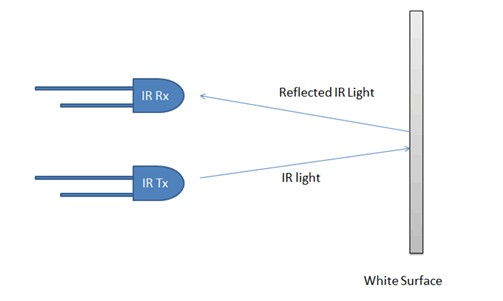 IR Rx
Reflected IR Light
IR Tx
IR light
White Surface